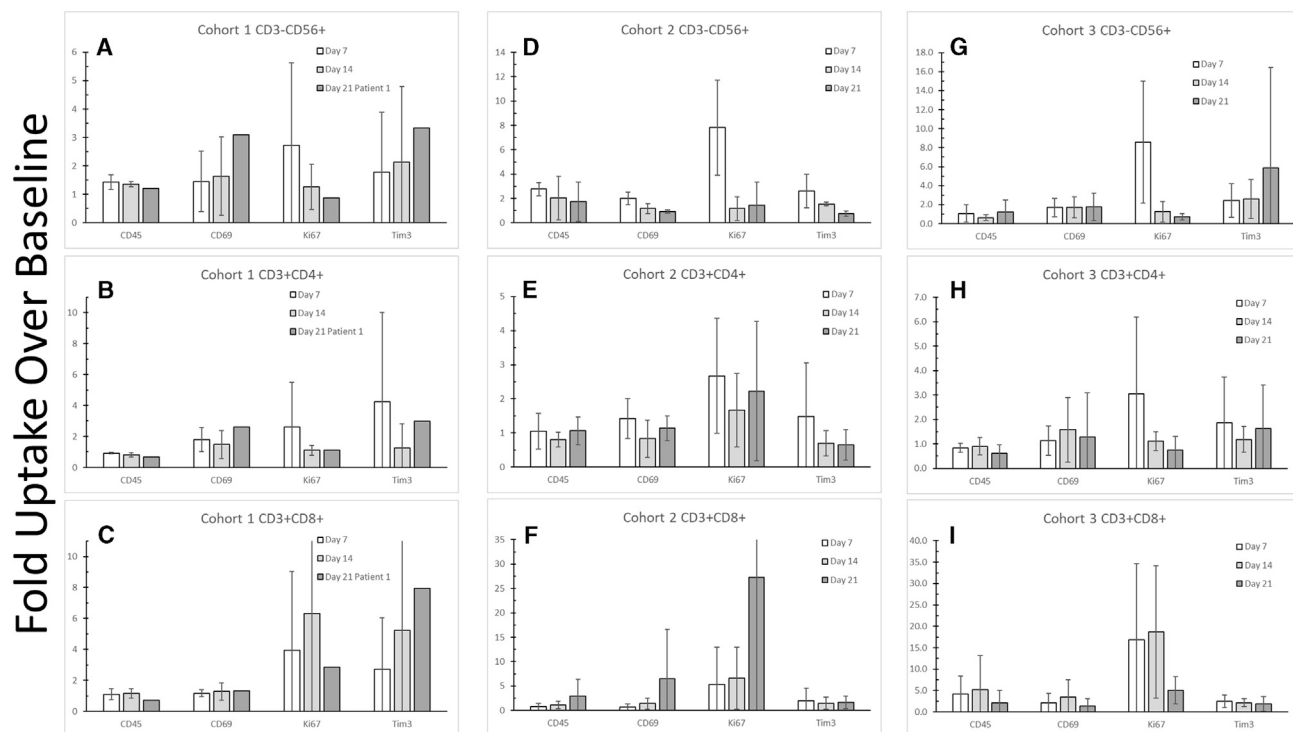 Fold Uptake Over Baseline
A
Cohort 1 CD3-CD56+
Day 7
Day 14
Day 21 Patient 1
6
5
4
3
2
1
0
CD45 CD69 Ki67 Tim3
D
Cohort 2 CD3-CD56+
Day 7
Day 14
Day 21
14
12
10
8
6
4
2
0
CD45 CD69 Ki67 Tim3
G
Cohort 3 CD3-CD56+
Day 7
Day 14
Day 21
18.0
16.0
14.0
12.0
10.0
8.0
6.0
4.0
2.0
0.0
CD45 CD69 Ki67 Tim3
B
Cohort 1 CD3+CD4+
Day 7
Day 14
Day 21 Patient 1
10
8
6
4
2
0
CD45 CD69 Ki67 Tim3
E
Cohort 2 CD3+CD4+
Day 7
Day 14
Day 21
5
4
3
2
1
0
CD45 CD69 Ki67 Tim3
H
Cohort 3 CD3+CD4+
Day 7
Day 14
Day 21
7.0
6.0
5.0
4.0
3.0
2.0
1.0
0.0
CD45 CD69 Ki67 Tim3
C
Cohort 1 CD3+CD8+
Day 7
Day 14
Day 21 Patient 1
10
8
6
4
2
0
CD45 CD69 Ki67 Tim3
F
Cohort 2 CD3+CD8+
Day 7
Day 14
Day 21
35
30
25
20
15
10
5
0
CD45 CD69 Ki67 Tim3
I
Cohort 3 CD3+CD8+
Day 7
Day 14
Day 21
40.0
35.0
30.0
25.0
20.0
15.0
10.0
5.0
0.0
CD45 CD69 Ki67 Tim3